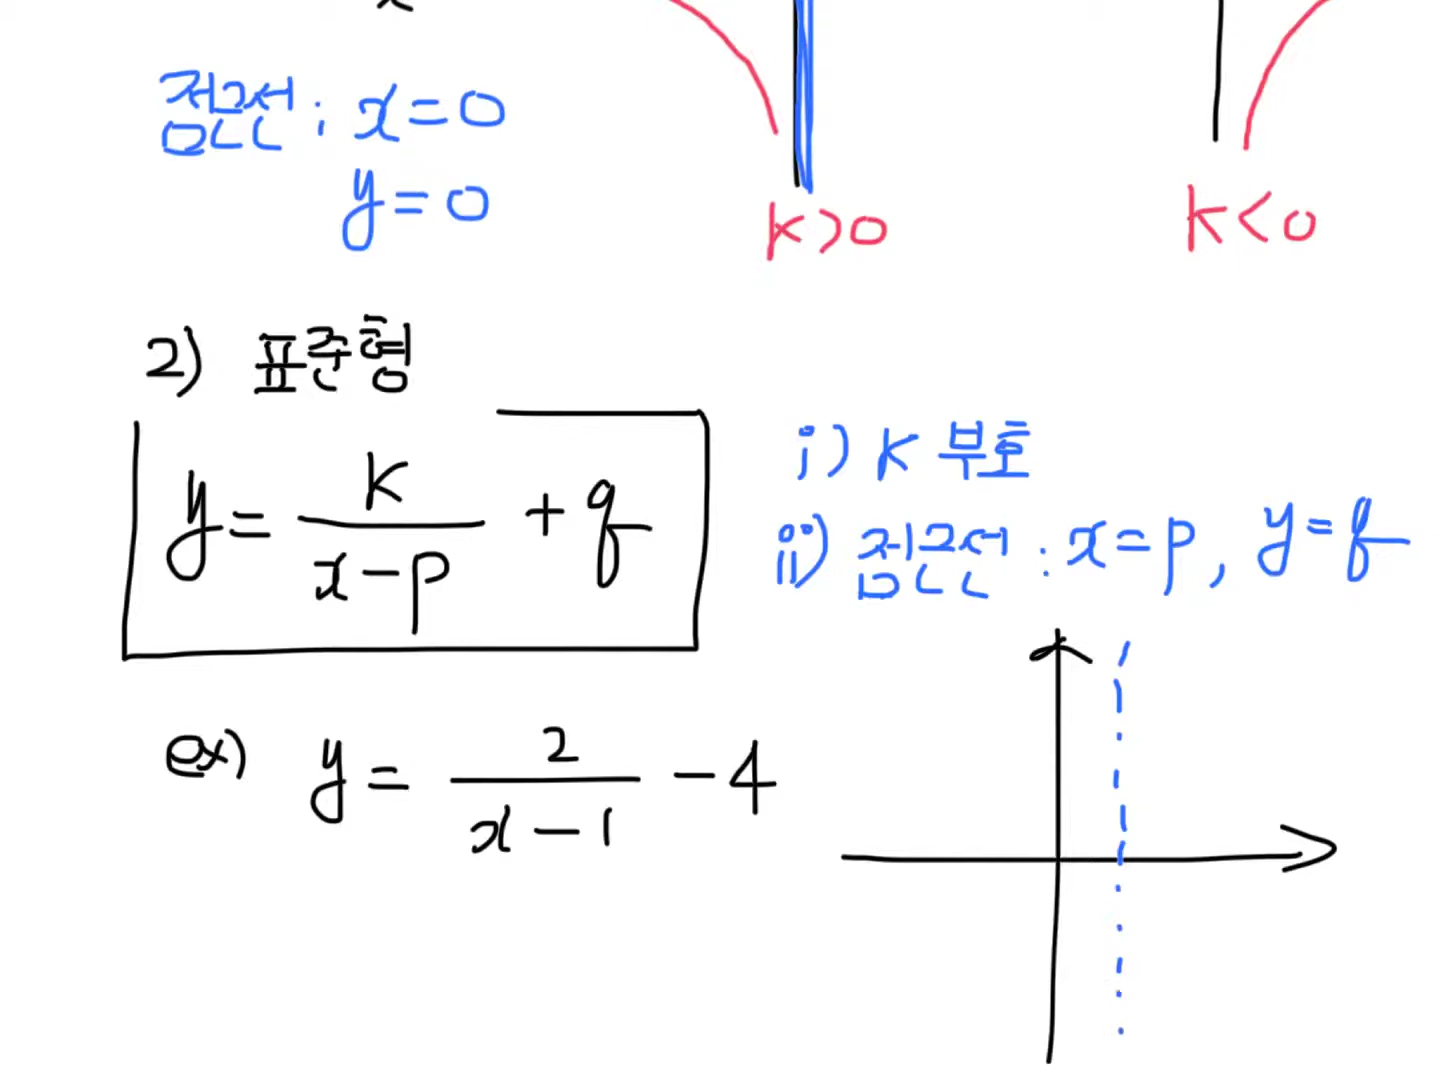 x
점근선 : x=0
y=0
k>0
k<0
2) 표준형
y = k/(x-p) + q
i) k 부호
ii) 점근선 : x=p, y=q
ex) y = 2/(x-1) - 4